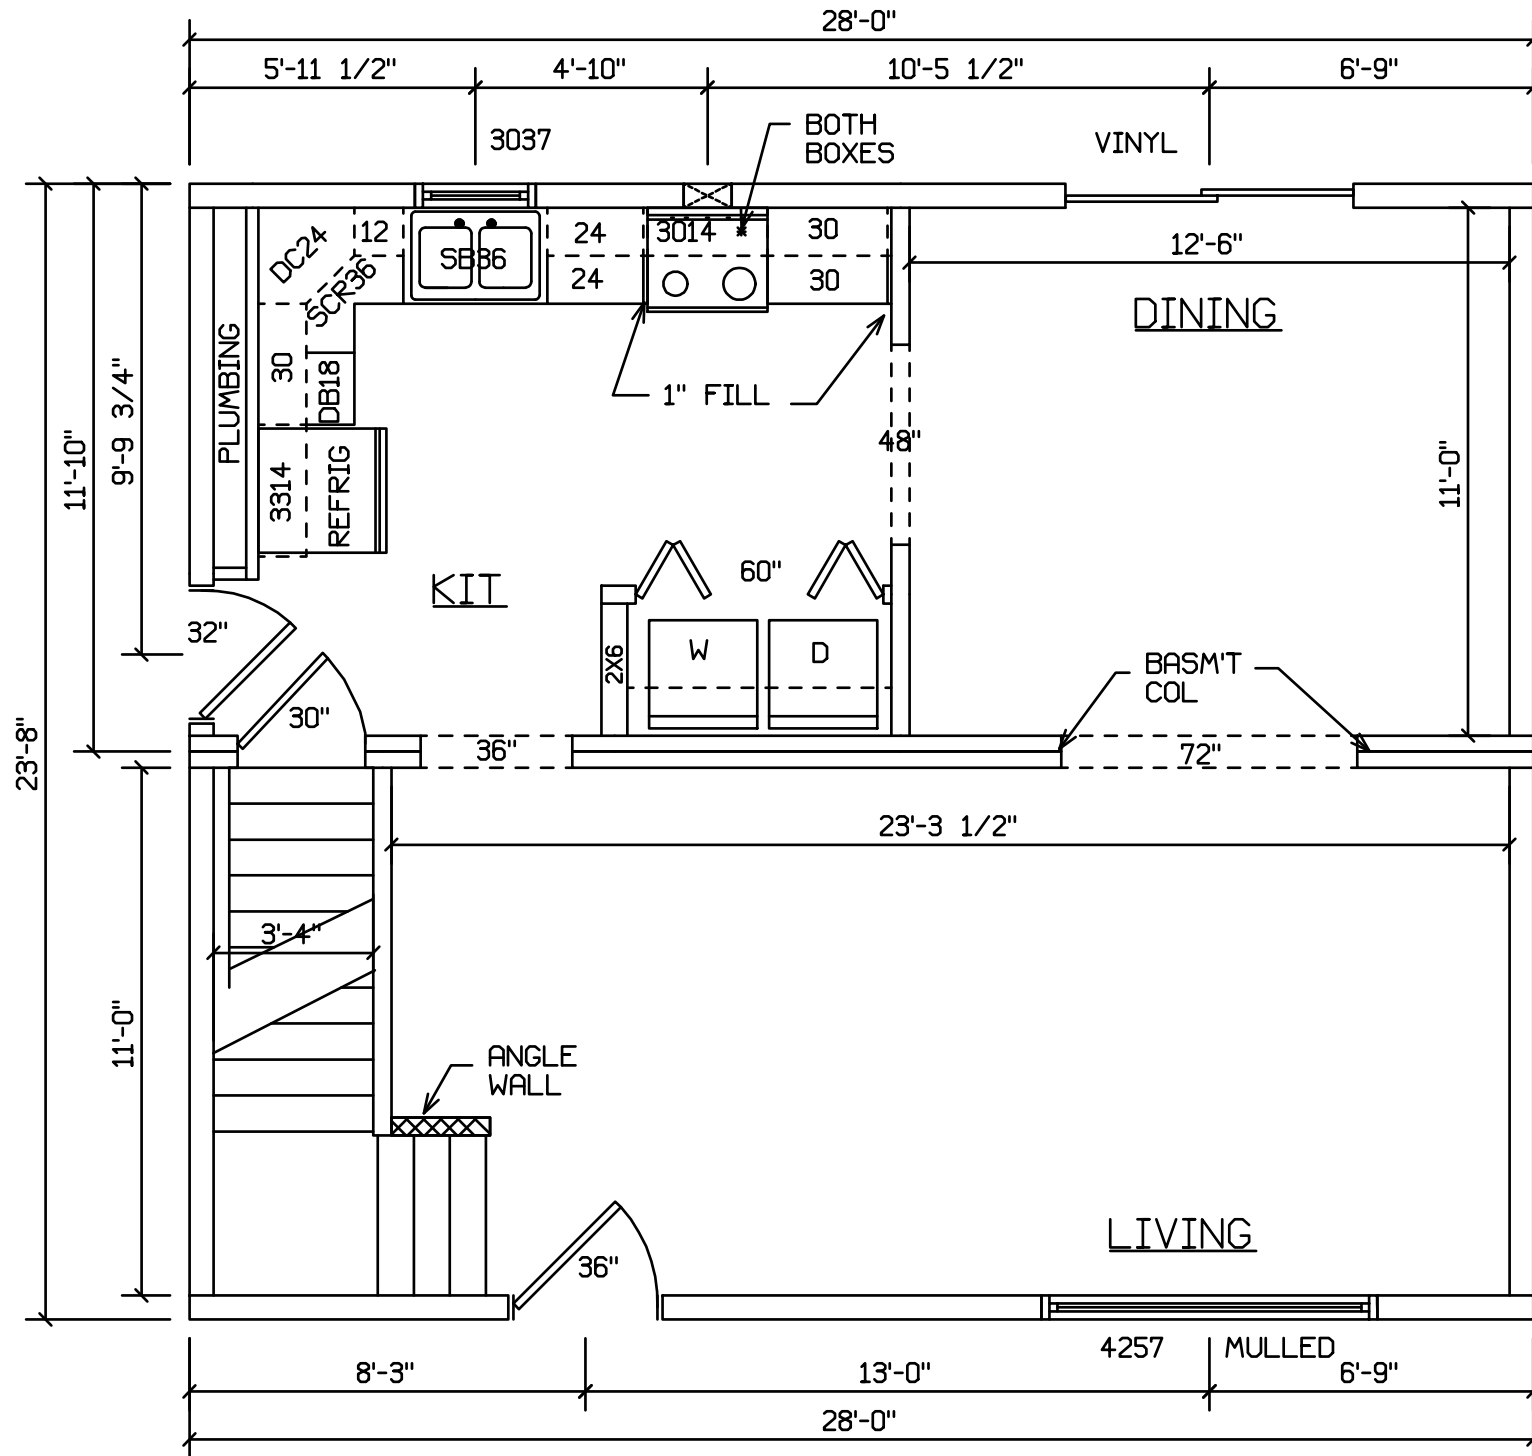 28'-0"
5'-11 1/2"
4'-10"
10'-5 1/2"
6'-9"
3037
BOTH
BOXES
VINYL
DC24
12
SB36
24
3014
30
12'-6"
SCR36
24
30
DINING
PLUMBING
30
DB18
1" FILL
9'-9 3/4"
11'-10"
48"
11'-0"
3314
REFRIG
KIT
60"
32"
2X6
W
D
BASM'T
COL
30"
36"
72"
23'-8"
23'-3 1/2"
3'-4"
11'-0"
ANGLE
WALL
LIVING
36"
4257
MULLED
8'-3"
13'-0"
6'-9"
28'-0"